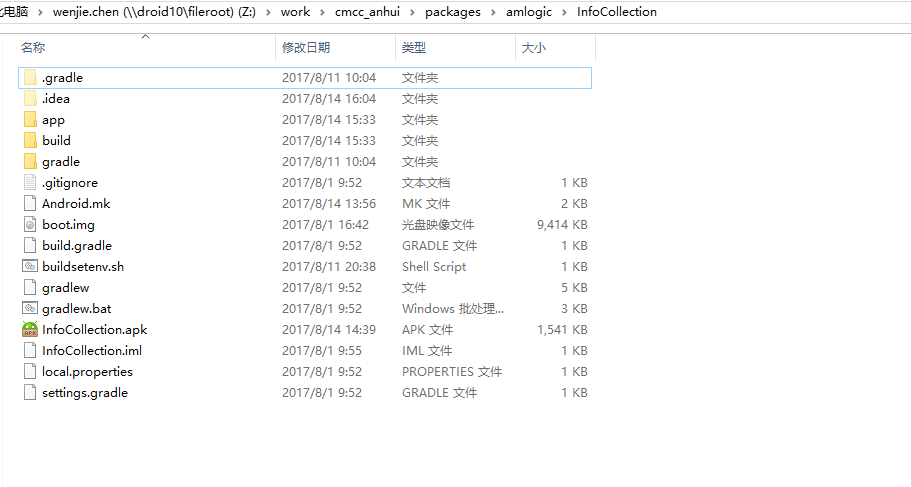 电脑 › wenjie.chen (\\droid10\fileroot) (Z:) › work › cmcc_anhui › packages › amlogic › InfoCollection
名称 修改日期 类型 大小
.gradle 2017/8/11 10:04 文件夹
.idea 2017/8/14 16:04 文件夹
app 2017/8/14 15:33 文件夹
build 2017/8/14 15:33 文件夹
gradle 2017/8/11 10:04 文件夹
.gitignore 2017/8/1 9:52 文本文档 1 KB
Android.mk 2017/8/14 13:56 MK 文件 2 KB
boot.img 2017/8/1 16:42 光盘映像文件 9,414 KB
build.gradle 2017/8/1 9:52 GRADLE 文件 1 KB
buildsetenv.sh 2017/8/11 20:38 Shell Script 1 KB
gradlew 2017/8/1 9:52 文件 5 KB
gradlew.bat 2017/8/1 9:52 Windows 批处理... 3 KB
InfoCollection.apk 2017/8/14 14:39 APK 文件 1,541 KB
InfoCollection.iml 2017/8/1 9:55 IML 文件 1 KB
local.properties 2017/8/1 9:52 PROPERTIES 文件 1 KB
settings.gradle 2017/8/1 9:52 GRADLE 文件 1 KB